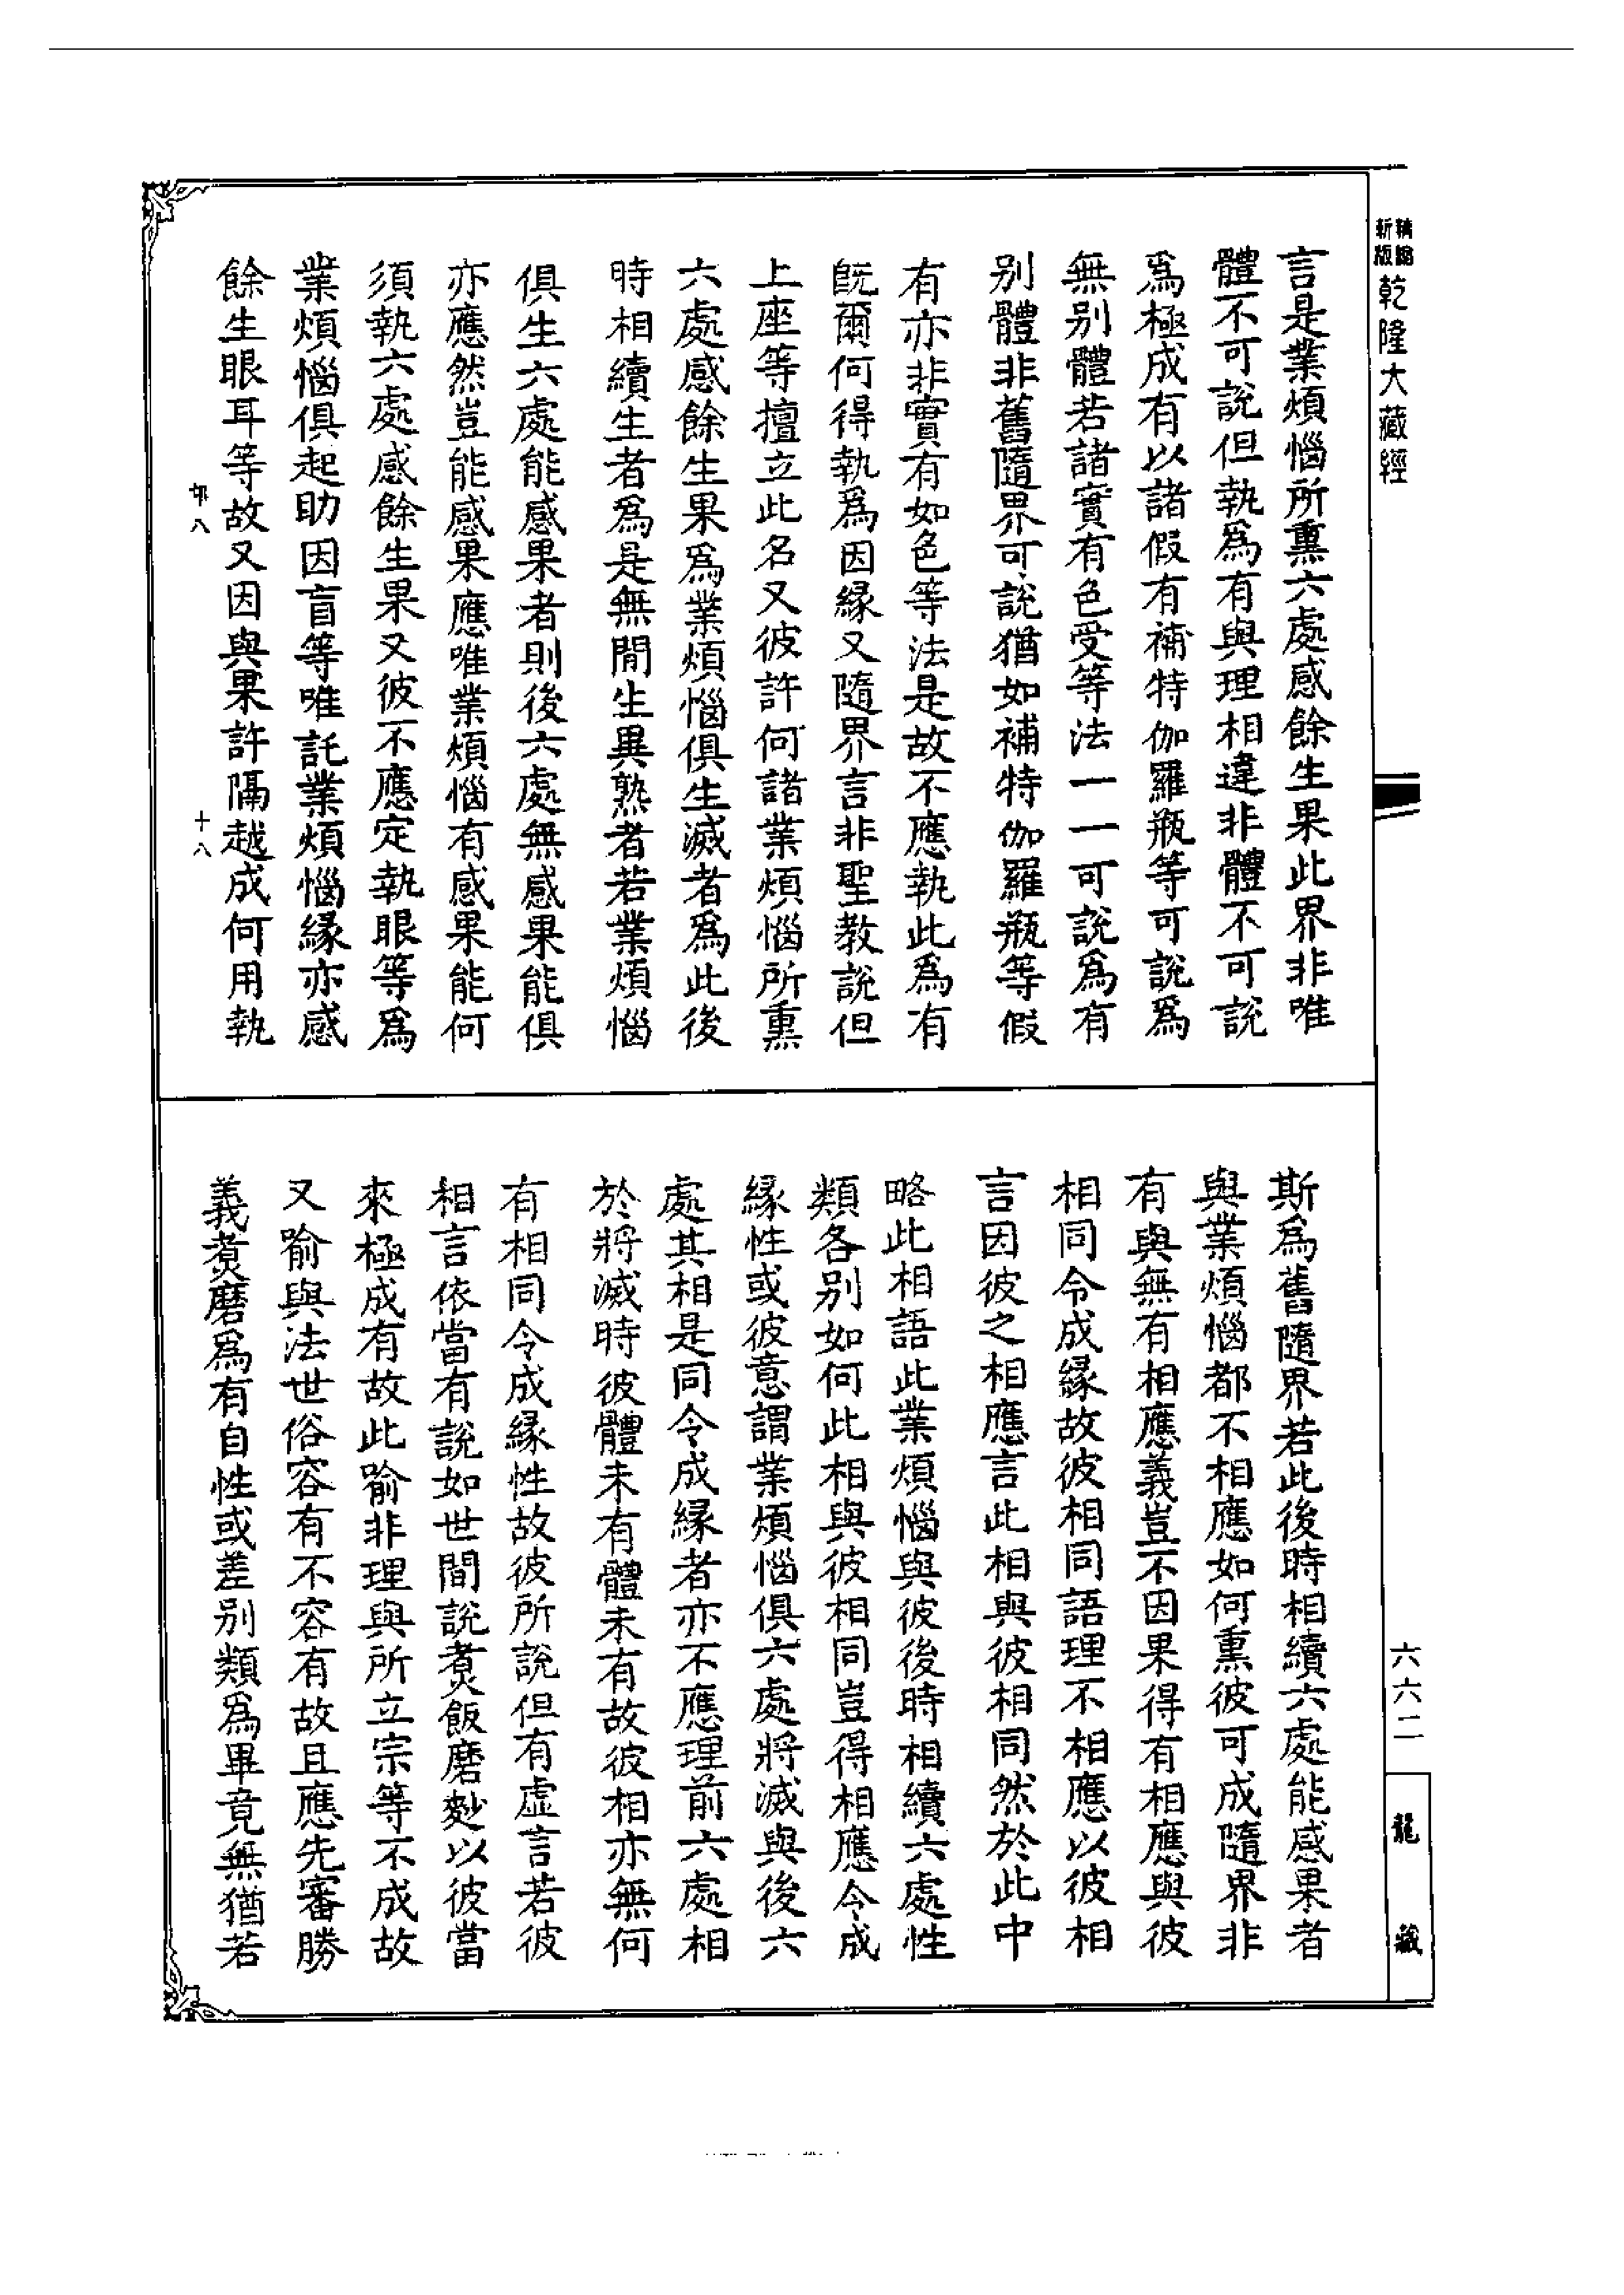 精縮新版乾隆大藏經
言是業煩惱所熏六處感餘生果此界非唯
體不可說但執為有與理相違非體不可說
爲極成有以諸假有補特伽羅瓶等可說爲
無别體若諸實有色受等法一一可說爲有
别體非舊隨界可說猶如補特伽羅瓶等假
有亦非實有如色等法是故不應執此爲有
旣爾何得執爲因緣又隨界言非聖教說但
上座等擅立此名又彼許何諸業煩惱所熏
六處感餘生果爲業煩惱俱生滅者爲此後
時相續生者爲是無間生異熟者若業煩惱
俱生六處能感果者則後六處無感果能俱
亦應然豈能感果應唯業煩惱有感果能何
須執六處感餘生果又彼不應定執眼等爲
業煩惱俱起助因盲等唯託業煩惱緣亦感
餘生眼耳等故又因與果許隔越成何用執
八 十八
斯爲舊隨界若此後時相續六處能感果者
與業煩惱都不相應如何熏彼可成隨界非
有與無有相應義豈不因果得有相應與彼
相同令成緣故彼相同語理不相應以彼相
言因彼之相應言此相與彼相同然於此中
略此相語此業煩惱與彼後時相續六處性
類各别如何此相與彼相同豈得相應令成
緣性或彼意謂業煩惱俱六處將滅與後六
處其相是同令成緣者亦不應理前六處相
於將滅時彼體未有體未有故彼相亦無何
有相同令成緣性故彼所說但有虛言若彼
相言依當有說如世間說煑飯磨麨以彼當
來極成有故此喻非理與所立宗等不成故
又喻與法世俗容有不容有故且應先審勝
義煑磨爲有自性或差别類爲畢竟無猶若
六六二
龍藏